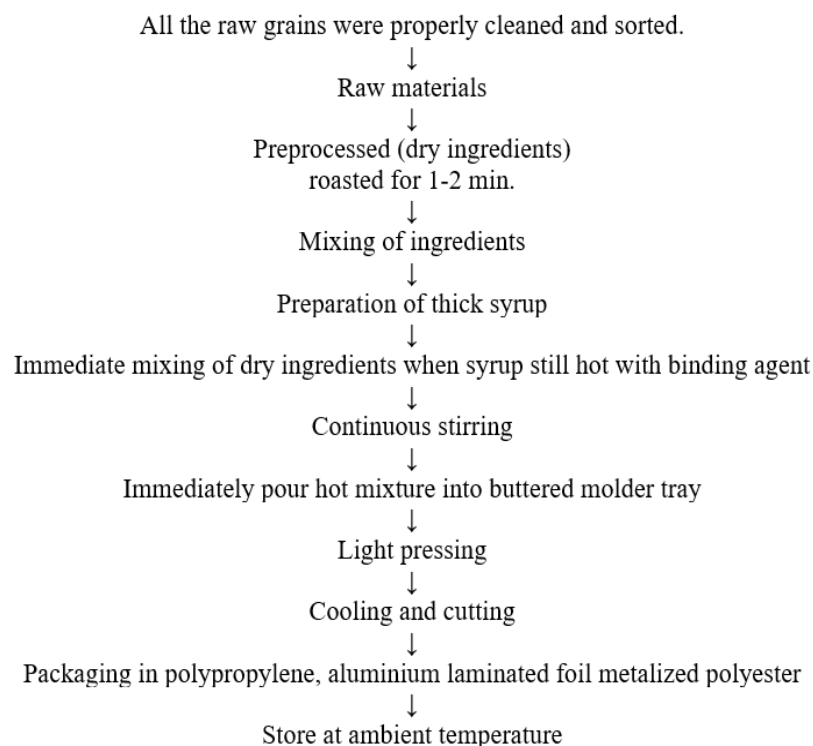 All the raw grains were properly cleaned and sorted.
↓
Raw materials
↓
Preprocessed (dry ingredients)
roasted for 1-2 min.
↓
Mixing of ingredients
↓
Preparation of thick syrup
↓
Immediate mixing of dry ingredients when syrup still hot with binding agent
↓
Continuous stirring
↓
Immediately pour hot mixture into buttered molder tray
↓
Light pressing
↓
Cooling and cutting
↓
Packaging in polypropylene, aluminium laminated foil metalized polyester
↓
Store at ambient temperature